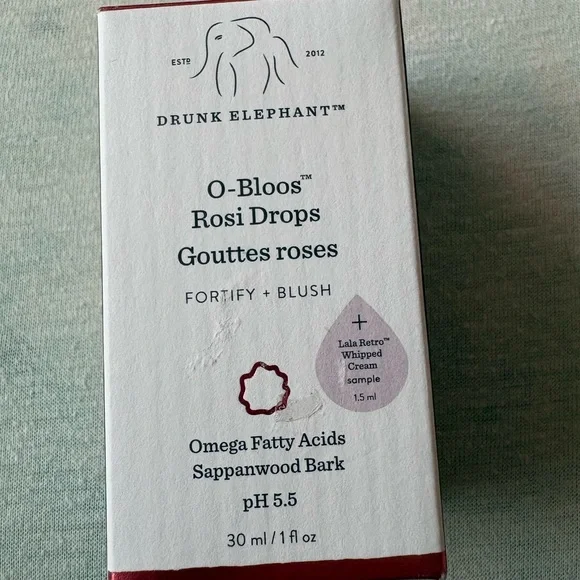 ESTD 2012
DRUNK ELEPHANT™
O-Bloos™
Rosi Drops
Gouttes roses
FORTIFY + BLUSH
+
Lala Retro™
Whipped
Cream
sample
1.5 ml
Omega Fatty Acids
Sappanwood Bark
pH 5.5
30 ml / 1 fl oz